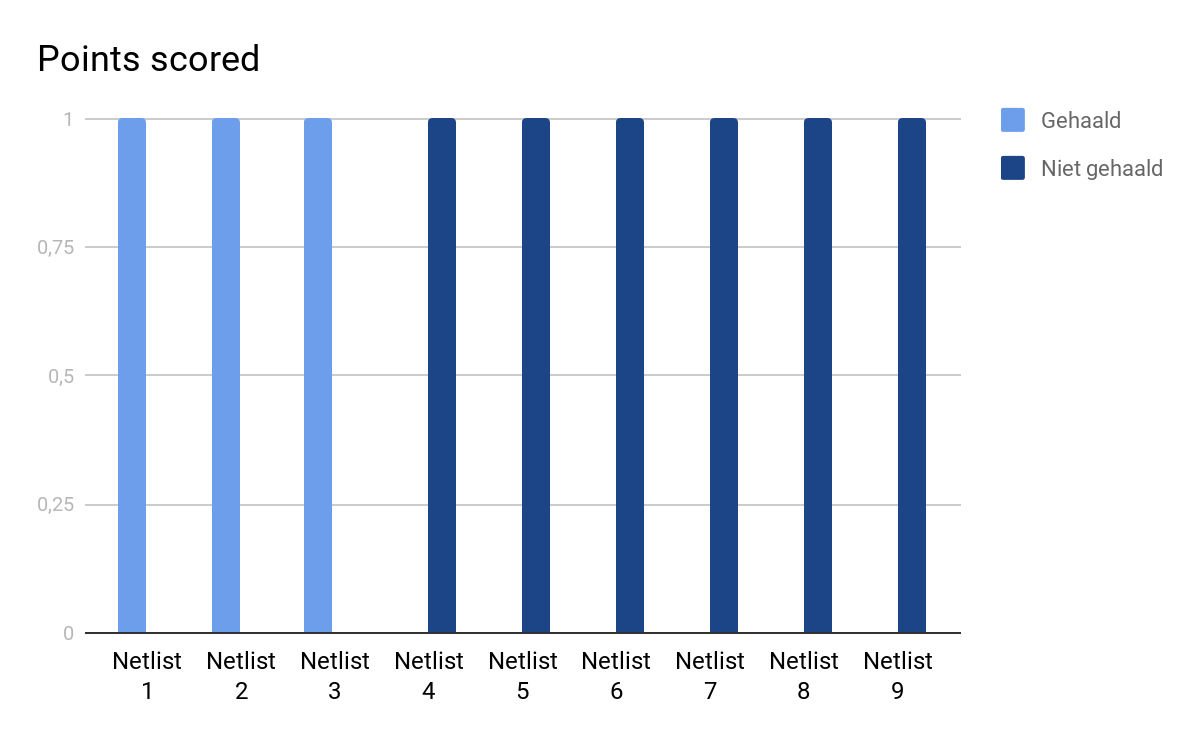 Points scored
1
0,75
0,5
0,25
0
Netlist 1
Netlist 2
Netlist 3
Netlist 4
Netlist 5
Netlist 6
Netlist 7
Netlist 8
Netlist 9
Gehaald
Niet gehaald